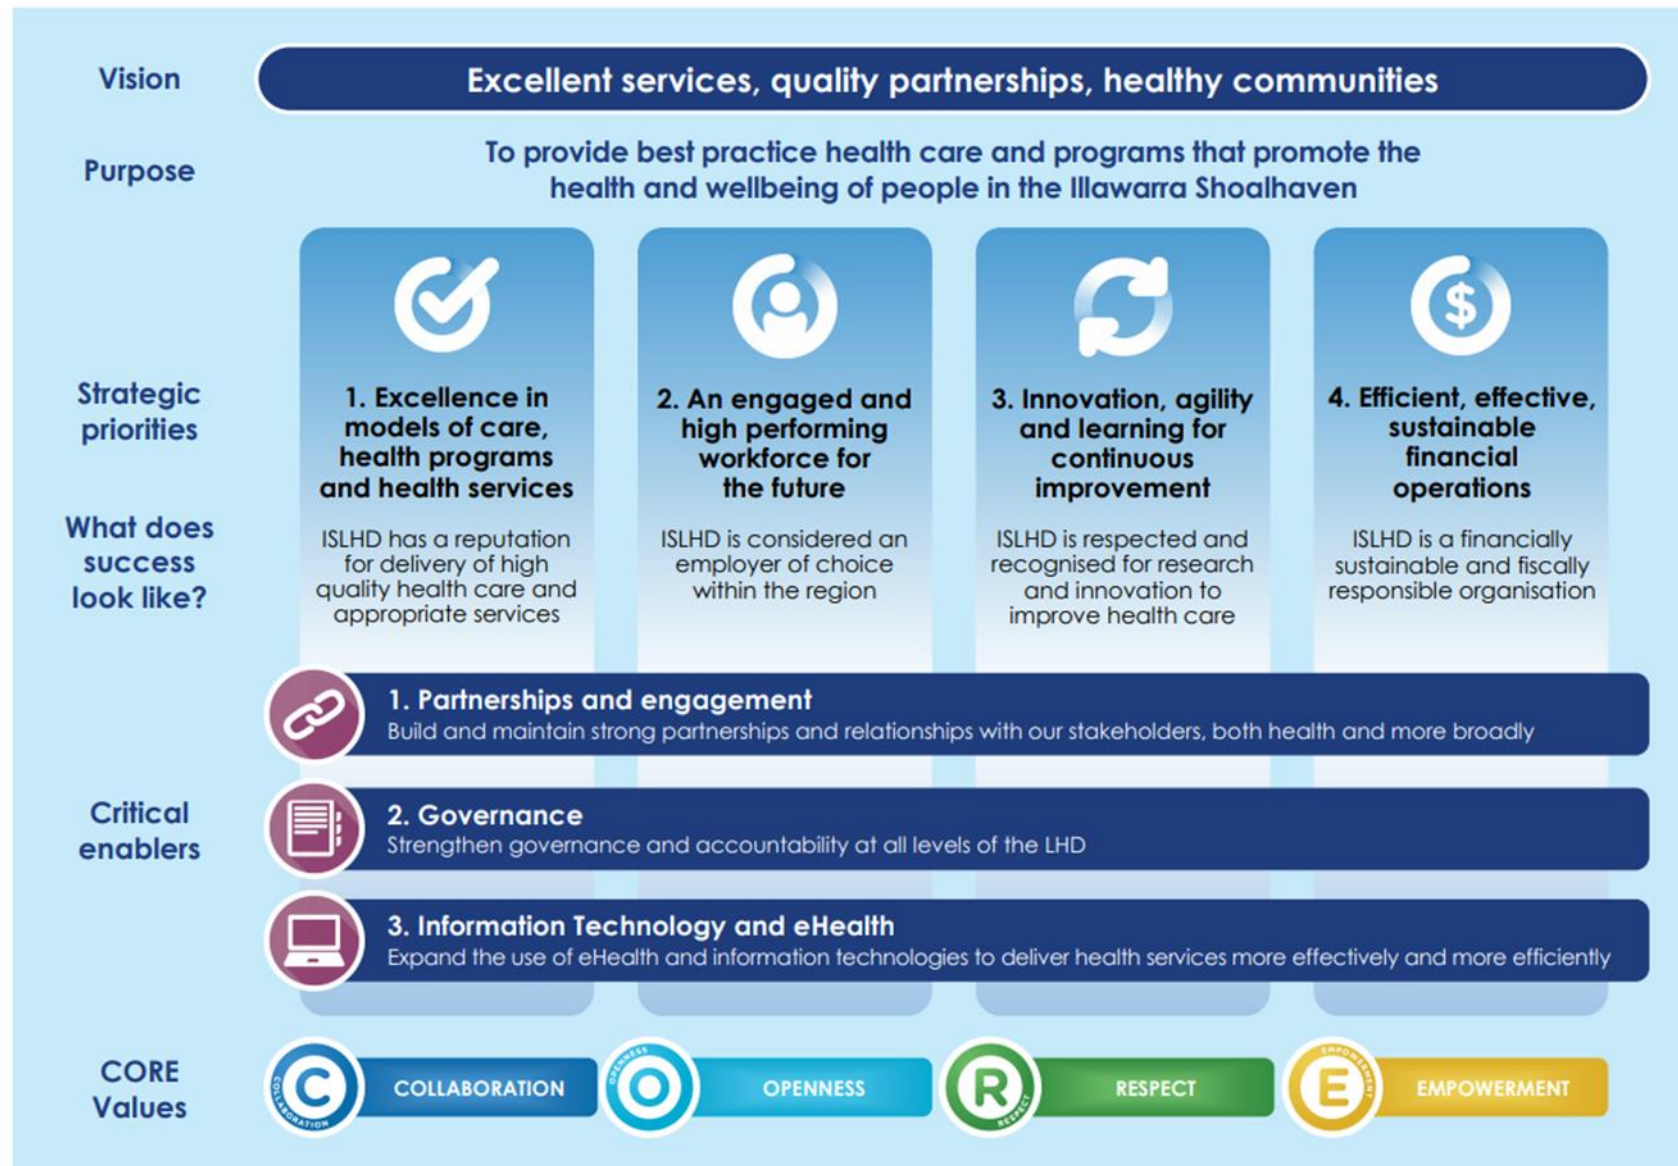 Vision
Excellent services, quality partnerships, healthy communities
Purpose
To provide best practice health care and programs that promote the
health and wellbeing of people in the Illawarra Shoalhaven
Strategic
priorities
1. Excellence in
models of care,
health programs
and health services
2. An engaged and
high performing
workforce for
the future
3. Innovation, agility
and learning for
continuous
improvement
4. Efficient, effective,
sustainable
financial
operations
What does
success
look like?
ISLHD has a reputation
for delivery of high
quality health care and
appropriate services
ISLHD is considered an
employer of choice
within the region
ISLHD is respected and
recognised for research
and innovation to
improve health care
ISLHD is a financially
sustainable and fiscally
responsible organisation
Critical
enablers
1. Partnerships and engagement
Build and maintain strong partnerships and relationships with our stakeholders, both health and more broadly
2. Governance
Strengthen governance and accountability at all levels of the LHD
3. Information Technology and eHealth
Expand the use of eHealth and information technologies to deliver health services more effectively and more efficiently
CORE
Values
C
COLLABORATION
COLLABORATION
O
OPENNESS
OPENNESS
R
RESPECT
RESPECT
E
EMPOWERMENT
EMPOWERMENT
$